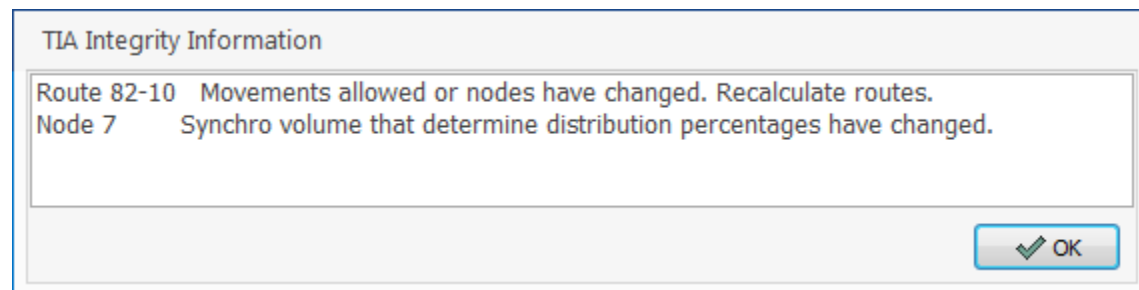 TIA Integrity Information
Route 82-10 Movements allowed or nodes have changed. Recalculate routes.
Node 7 Synchro volume that determine distribution percentages have changed.
OK